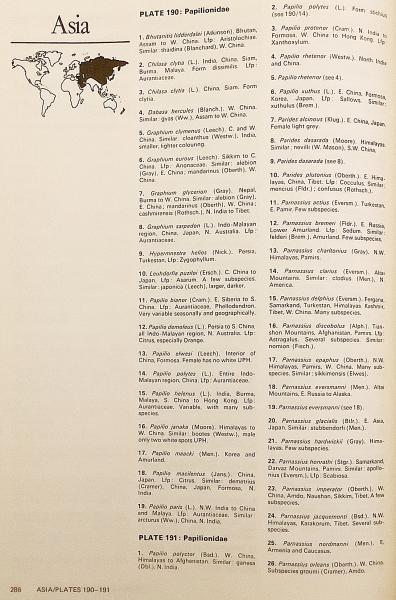 Asia
PLATE 190: Papilionidae
1. Bhutanitis lidderdalei (Atkinson), Bhutan,
Assam to W. China. Lfp: Aristolochiae.
Similar: thaidina (Blanchard), W. China.
2. Chilasa clytia (L.). India, China, Siam,
Burma, Malaya. Form dissimilis Lfp:
Aurantiaceae.
3. Chilasa clytia (L.). China, Siam. Form
clytia.
4. Dabasa hercules (Blanch.). W. China.
Similar: gyas (Ww.), Assam to W. China.
5. Graphium clymenus (Leech). C. and W.
China. Similar: cloanthus (Westw.), India,
smaller, lighter colouring.
6. Graphium eurous (Leech). Sikkim to C.
China. Lfp: Anonaceae. Similar: alebion
(Gray), E. China; mandarinus (Oberth), W.
China.
7. Graphium glycerion (Gray). Nepal,
Burma to W. China. Similar: alebion (Gray),
E. China; mandarinus (Oberth), W. China;
cashmirensis (Rothsch.), N. India to Tibet.
8. Graphium sarpedon (L.). Indo-Malayan
region, China, Japan, N. Australia. Lfp:
Aurantiaceae.
9. Hypermnestra helios (Nick.). Persia,
Turkestan, Lfp: Zygophyllum.
10. Leuhdorfia puziloi (Ersch.). C. China to
Japan. Lfp: Asarum. A few subspecies.
Similar: japonica (Leech), larger, darker.
11. Papilio bianor (Cram.). E. Siberia to S.
China. Lfp: Aurantiaceae, Phellodendron.
Very variable seasonally and geographically.
12. Papilio demoleus (L.). Persia to S. China,
all Indo-Malayan region, N. Australia. Lfp:
Citrus, especially Orange.
13. Papilio elwesi (Leech). Interior of
China, Formosa. Female has no white UPH.
14. Papilio polytes (L.). Entire Indo-
Malayan region, China. Lfp: Aurantiaceae.
15. Papilio helenus (L.). India, Burma,
Malaya, S. China to Hong Kong. Lfp:
Aurantiaceae. Variable, with many sub-
species.
16. Papilio janaka (Moore). Himalayas to
W. China. Similar: bootes (Westw.), male
only two white spots UPH.
17. Papilio maacki (Men.). Korea and
Amurland.
18. Papilio macilentus (Jans.). China,
Japan, Lfp: Citrus. Similar: demetrius
(Cramer), China, Japan, Formosa, N.
India.
19. Papilio paris (L.). N.W. India to China
and Malaya. Lfp: Aurantiaceae. Similar:
arcturus (Ww.), China, N. India.
PLATE 191: Papilionidae
1. Papilio polyctor (Bsd.). W. China,
Himalayas to Afghanistan. Similar: ganesa
(Dbl.), N. India.
2. Papilio polytes (L.). Form stichius
(see 190/14).
3. Papilio protenor (Cram.). N. India to
Formosa, W. China to Hong Kong. Lfp:
Xanthoxylum.
4. Papilio rhetenor (Westw.). North India
and China.
5. Papilio rhetenor (see 4).
6. Papilio xuthus (L.). E. China, Formosa,
Korea, Japan. Lfp: Sallows. Similar:
xuthulus (Brem.).
7. Parides alcinous (Klug.). E. China, Japan.
Female light grey.
8. Parides dasarada (Moore). Himalayas.
Similar: nevilli (W. Mason), S.W. China.
9. Parides dasarada (see 8).
10. Parides plutonius (Oberth.). E. Hima-
layas, China, Tibet. Lfp: Cocculus. Similar:
mencius (Fldr.); confusus (Rothsch.).
11. Parnassius actius (Eversm.). Turkestan,
E. Pamir. Few subspecies.
12. Parnassius bremeri (Fldr.). E. Russia,
Lower Amurland. Lfp: Sedum. Similar:
felderi (Brem.), Amurland. Few subspecies.
13. Parnassius charltonius (Gray). N.W.
Himalayas, Pamirs.
14. Parnassius clarius (Eversm.). Altai
Mountains. Similar: clodius (Men.), N.
America.
15. Parnassius delphius (Eversm.). Fergana,
Samarkand, Turkestan, Himalayas, Kashmir,
Tibet, W. China. Many subspecies.
16. Parnassius discobolus (Alph.). Tian-
shan Mountains, Afghanistan, Pamirs. Lfp:
Astragalus. Several subspecies. Similar:
nomion (Fisch.).
17. Parnassius epaphus (Oberth.). N.W.
Himalayas, Pamirs, W. China. Many sub-
species. Similar: sikkimensis (Elwes).
18. Parnassius eversmanni (Men.). Altai
Mountains, E. Russia to Alaska.
19. Parnassius eversmanni (see 18).
20. Parnassius glacialis (Btlr.). E. Asia,
Japan. Similar: stubbendorfii (Men.).
21. Parnassius hardwickii (Gray). Hima-
layas. Few subspecies.
22. Parnassius honrathi (Stgr.). Samarkand,
Darvaz Mountains, Pamirs. Similar: apollo-
nius (Eversm.), Lfp: Scabiosa.
23. Parnassius imperator (Oberth.). W.
China, Amdo, Naushan, Sikkim, Tibet. A few
subspecies.
24. Parnassius jacquemonti (Bsd.). N.W.
Himalayas, Karakorum, Tibet. Several sub-
species.
25. Parnassius nordmanni (Men.). E.
Armenia and Caucasus.
26. Parnassius orleans (Oberth.). W. China.
Subspecies groumi (Cramer), Amdo.
286 ASIA/PLATES 190–191